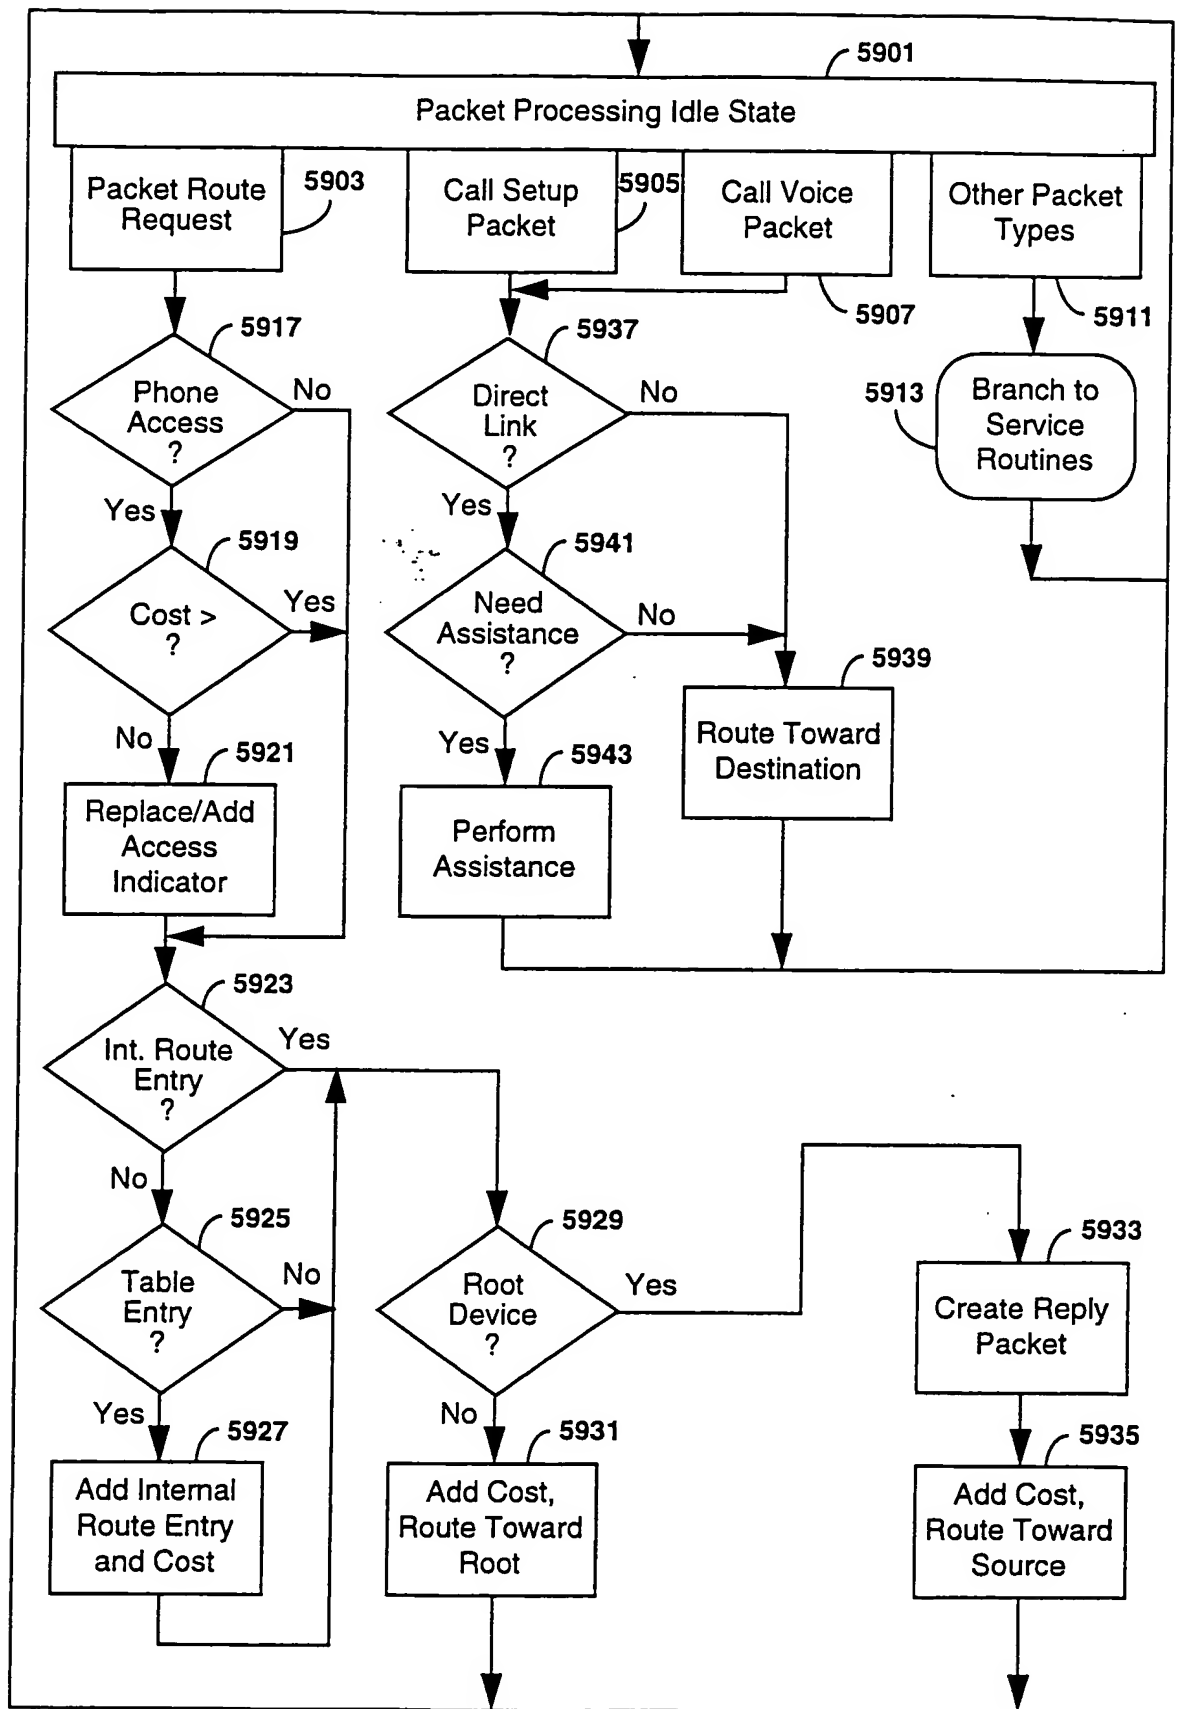 5901
Packet Processing Idle State
Packet Route
Request
5903
Call Setup
Packet
5905
Call Voice
Packet
5907
Other Packet
Types
5911
5917
Phone
Access
?
No
Yes
5937
Direct
Link
?
No
Yes
5913
Branch to
Service
Routines
5919
Cost >
?
Yes
No
5941
Need
Assistance
?
No
Yes
5939
Route Toward
Destination
5921
Replace/Add
Access
Indicator
5943
Perform
Assistance
5923
Int. Route
Entry
?
Yes
No
5925
Table
Entry
?
No
Yes
5929
Root
Device
?
Yes
No
5933
Create Reply
Packet
5927
Add Internal
Route Entry
and Cost
5931
Add Cost,
Route Toward
Root
5935
Add Cost,
Route Toward
Source